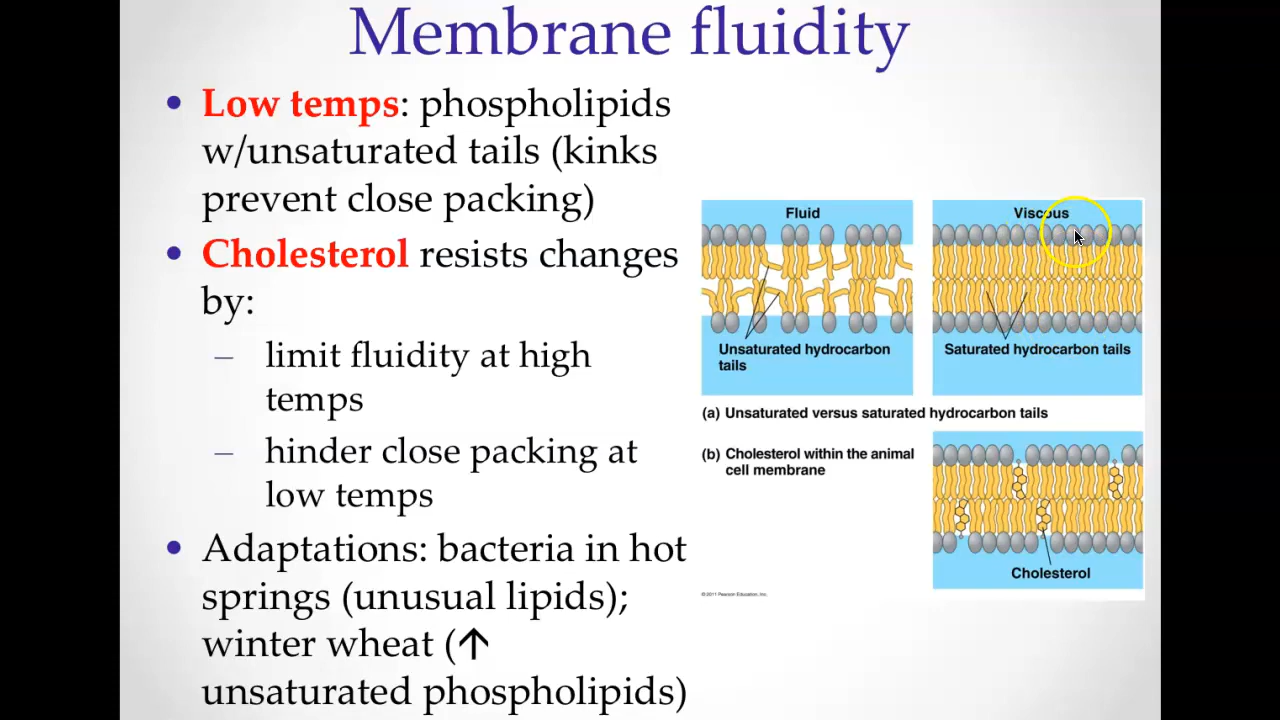 Membrane fluidity
• Low temps: phospholipids
w/unsaturated tails (kinks
prevent close packing)
• Cholesterol resists changes
by:
– limit fluidity at high
temps
– hinder close packing at
low temps
• Adaptations: bacteria in hot
springs (unusual lipids);
winter wheat (↑
unsaturated phospholipids)
Fluid
Unsaturated hydrocarbon
tails
Viscous
Saturated hydrocarbon tails
(a) Unsaturated versus saturated hydrocarbon tails
(b) Cholesterol within the animal
cell membrane
Cholesterol
© 2011 Pearson Education, Inc.